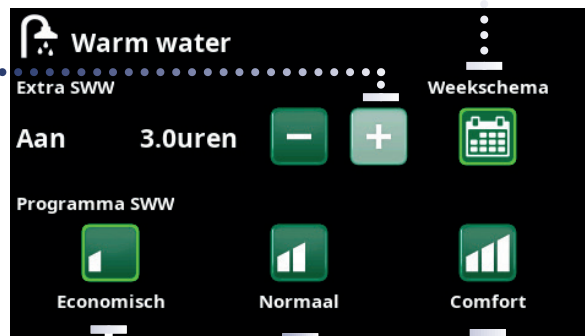 Warm water
Extra SWW Weekschema
Aan 3.0uren − +
Programma SWW
Economisch Normaal Comfort